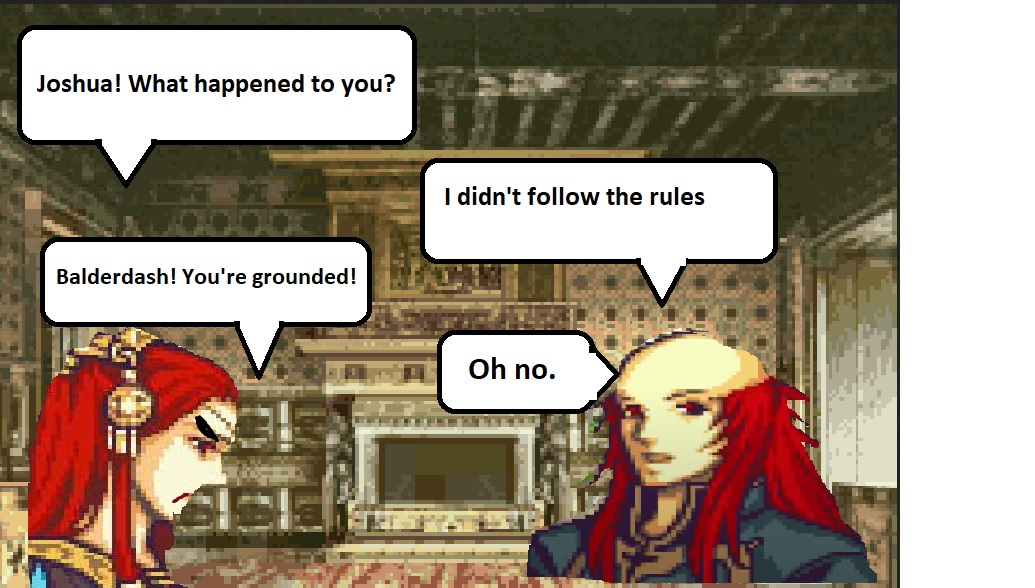 Joshua! What happened to you?
I didn't follow the rules
Balderdash! You're grounded!
Oh no.